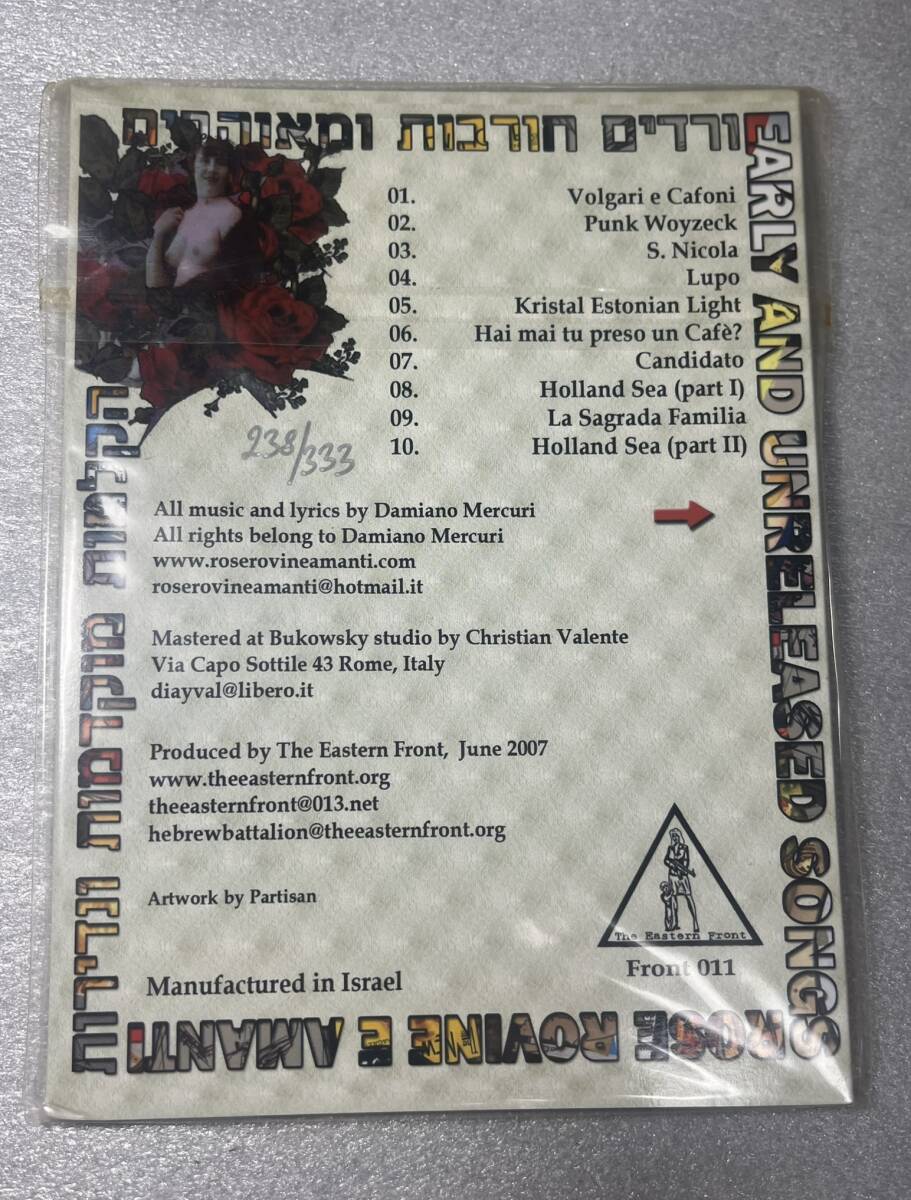 ורדים חורבות ומאוהבים
EARLY AND UNRELEASED SONGS
01. Volgari e Cafoni
02. Punk Woyzeck
03. S. Nicola
04. Lupo
05. Kristal Estonian Light
06. Hai mai tu preso un Cafè?
07. Candidato
08. Holland Sea (part I)
09. La Sagrada Familia
10. Holland Sea (part II)
238/333
הקלטות מוקדמות ונדירות
All music and lyrics by Damiano Mercuri
All rights belong to Damiano Mercuri
www.roserovineamanti.com
roserovineamanti@hotmail.it
Mastered at Bukowsky studio by Christian Valente
Via Capo Sottile 43 Rome, Italy
diayval@libero.it
Produced by The Eastern Front, June 2007
www.theeasternfront.org
theeasternfront@013.net
hebrewbattalion@theeasternfront.org
Artwork by Partisan
The Eastern Front
Front 011
Manufactured in Israel
ROSE ROVINE E AMANTI